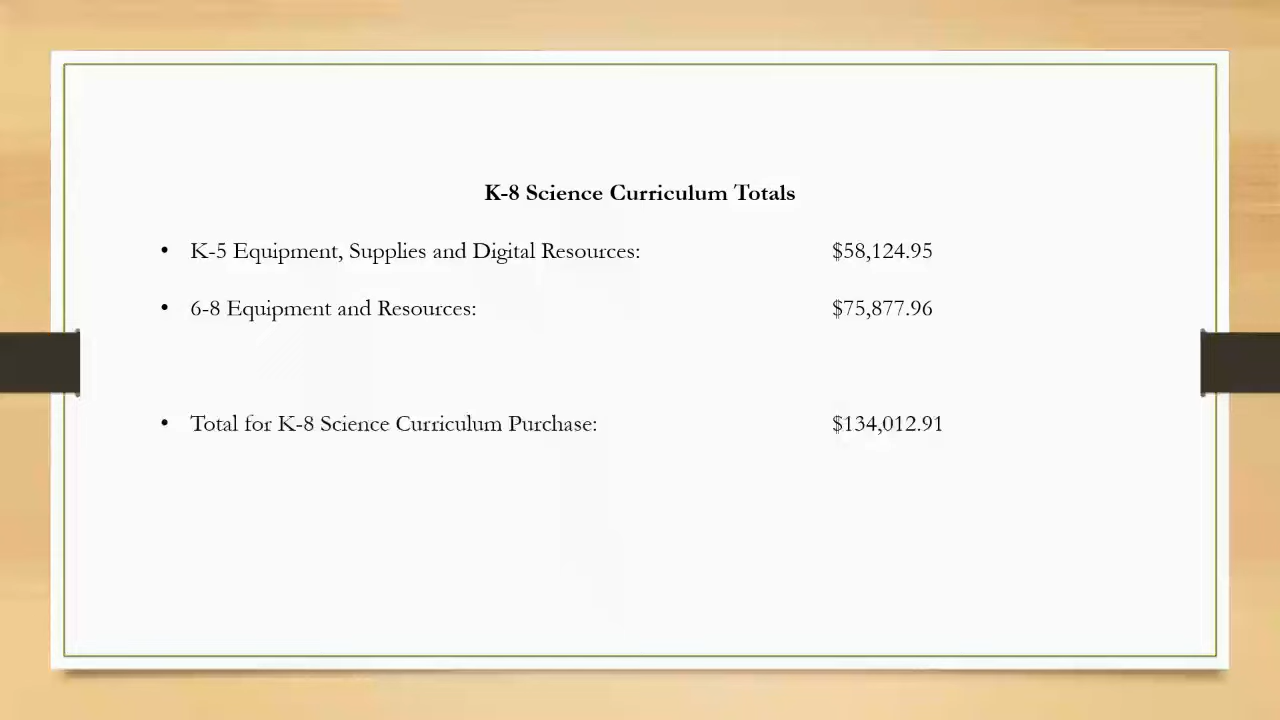 K-8 Science Curriculum Totals
• K-5 Equipment, Supplies and Digital Resources: $58,124.95
• 6-8 Equipment and Resources: $75,877.96
• Total for K-8 Science Curriculum Purchase: $134,012.91